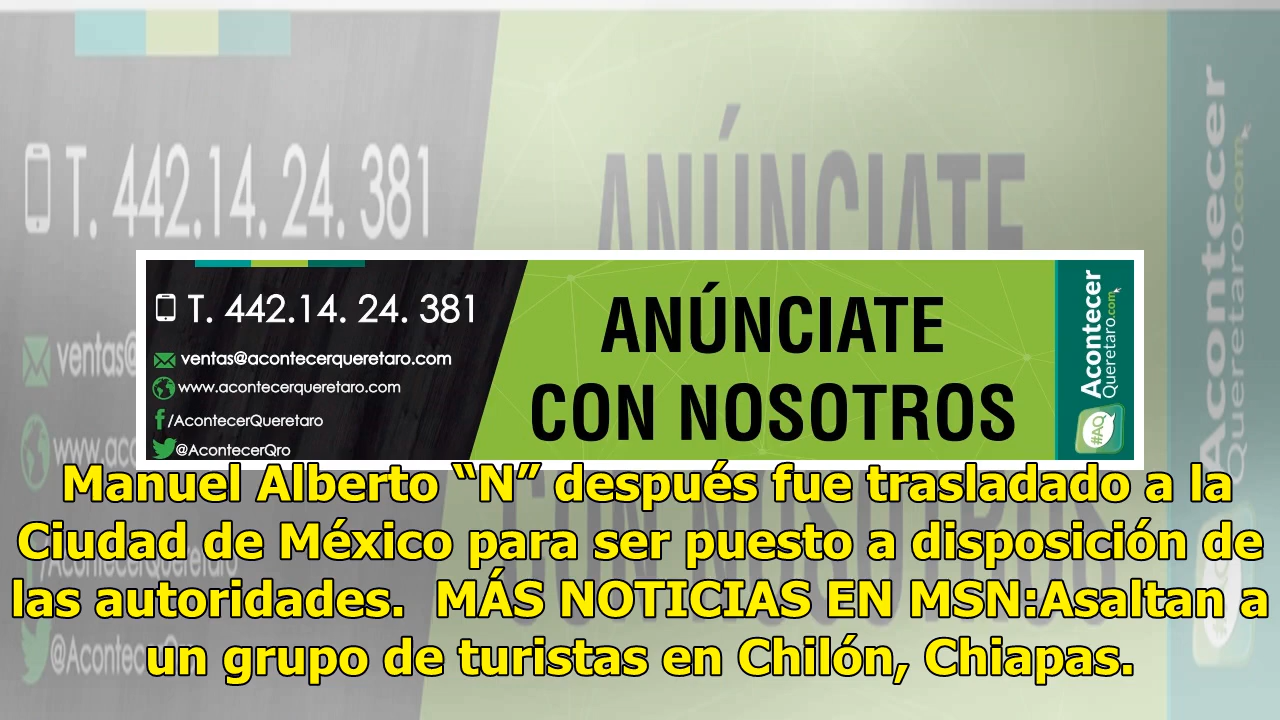 T. 442.14. 24. 381
ventas@acontecerqueretaro.com
www.acontecerqueretaro.com
/AcontecerQueretaro
@AcontecerQro
ANÚNCIATE
CON NOSOTROS
Acontecer
Queretaro.com
#AQ
Manuel Alberto “N” después fue trasladado a la
Ciudad de México para ser puesto a disposición de
las autoridades.  MÁS NOTICIAS EN MSN:Asaltan a
un grupo de turistas en Chilón, Chiapas.